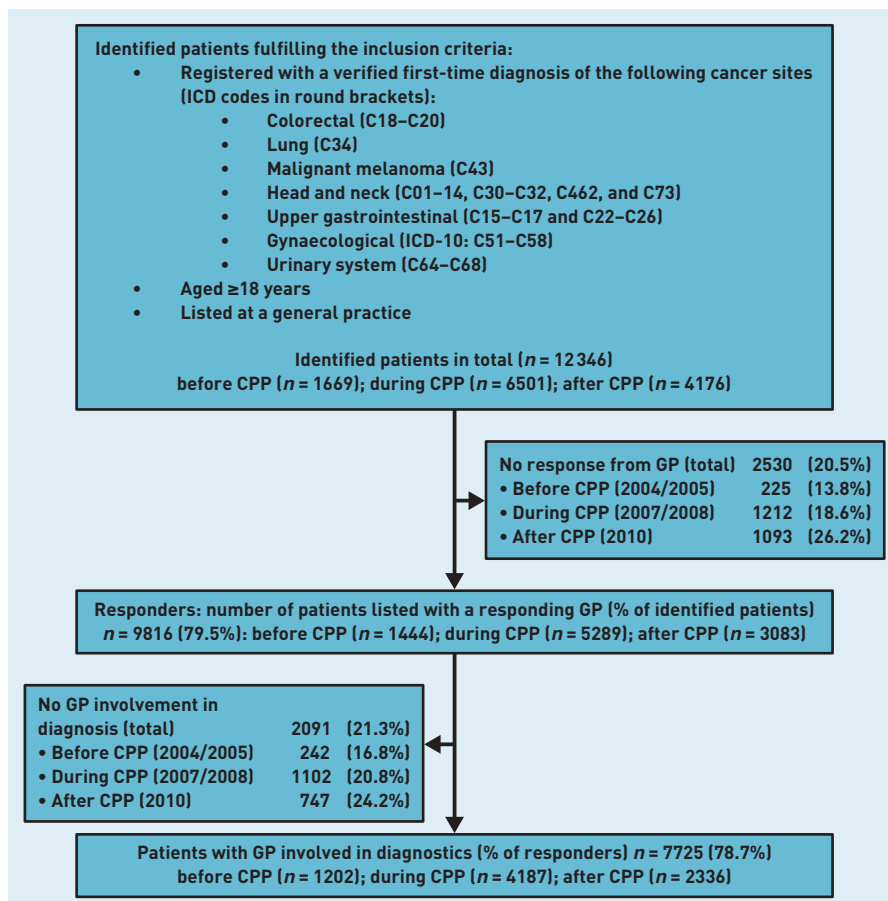 Identified patients fulfilling the inclusion criteria:
• Registered with a verified first-time diagnosis of the following cancer sites
(ICD codes in round brackets):
• Colorectal (C18–C20)
• Lung (C34)
• Malignant melanoma (C43)
• Head and neck (C01–14, C30–C32, C462, and C73)
• Upper gastrointestinal (C15–C17 and C22–C26)
• Gynaecological (ICD-10: C51–C58)
• Urinary system (C64–C68)
• Aged ≥18 years
• Listed at a general practice
Identified patients in total (n = 12 346)
before CPP (n = 1669); during CPP (n = 6501); after CPP (n = 4176)
No response from GP (total) 2530 (20.5%)
• Before CPP (2004/2005) 225 (13.8%)
• During CPP (2007/2008) 1212 (18.6%)
• After CPP (2010) 1093 (26.2%)
Responders: number of patients listed with a responding GP (% of identified patients)
n = 9816 (79.5%): before CPP (n = 1444); during CPP (n = 5289); after CPP (n = 3083)
No GP involvement in
diagnosis (total) 2091 (21.3%)
• Before CPP (2004/2005) 242 (16.8%)
• During CPP (2007/2008) 1102 (20.8%)
• After CPP (2010) 747 (24.2%)
Patients with GP involved in diagnostics (% of responders) n = 7725 (78.7%)
before CPP (n = 1202); during CPP (n = 4187); after CPP (n = 2336)